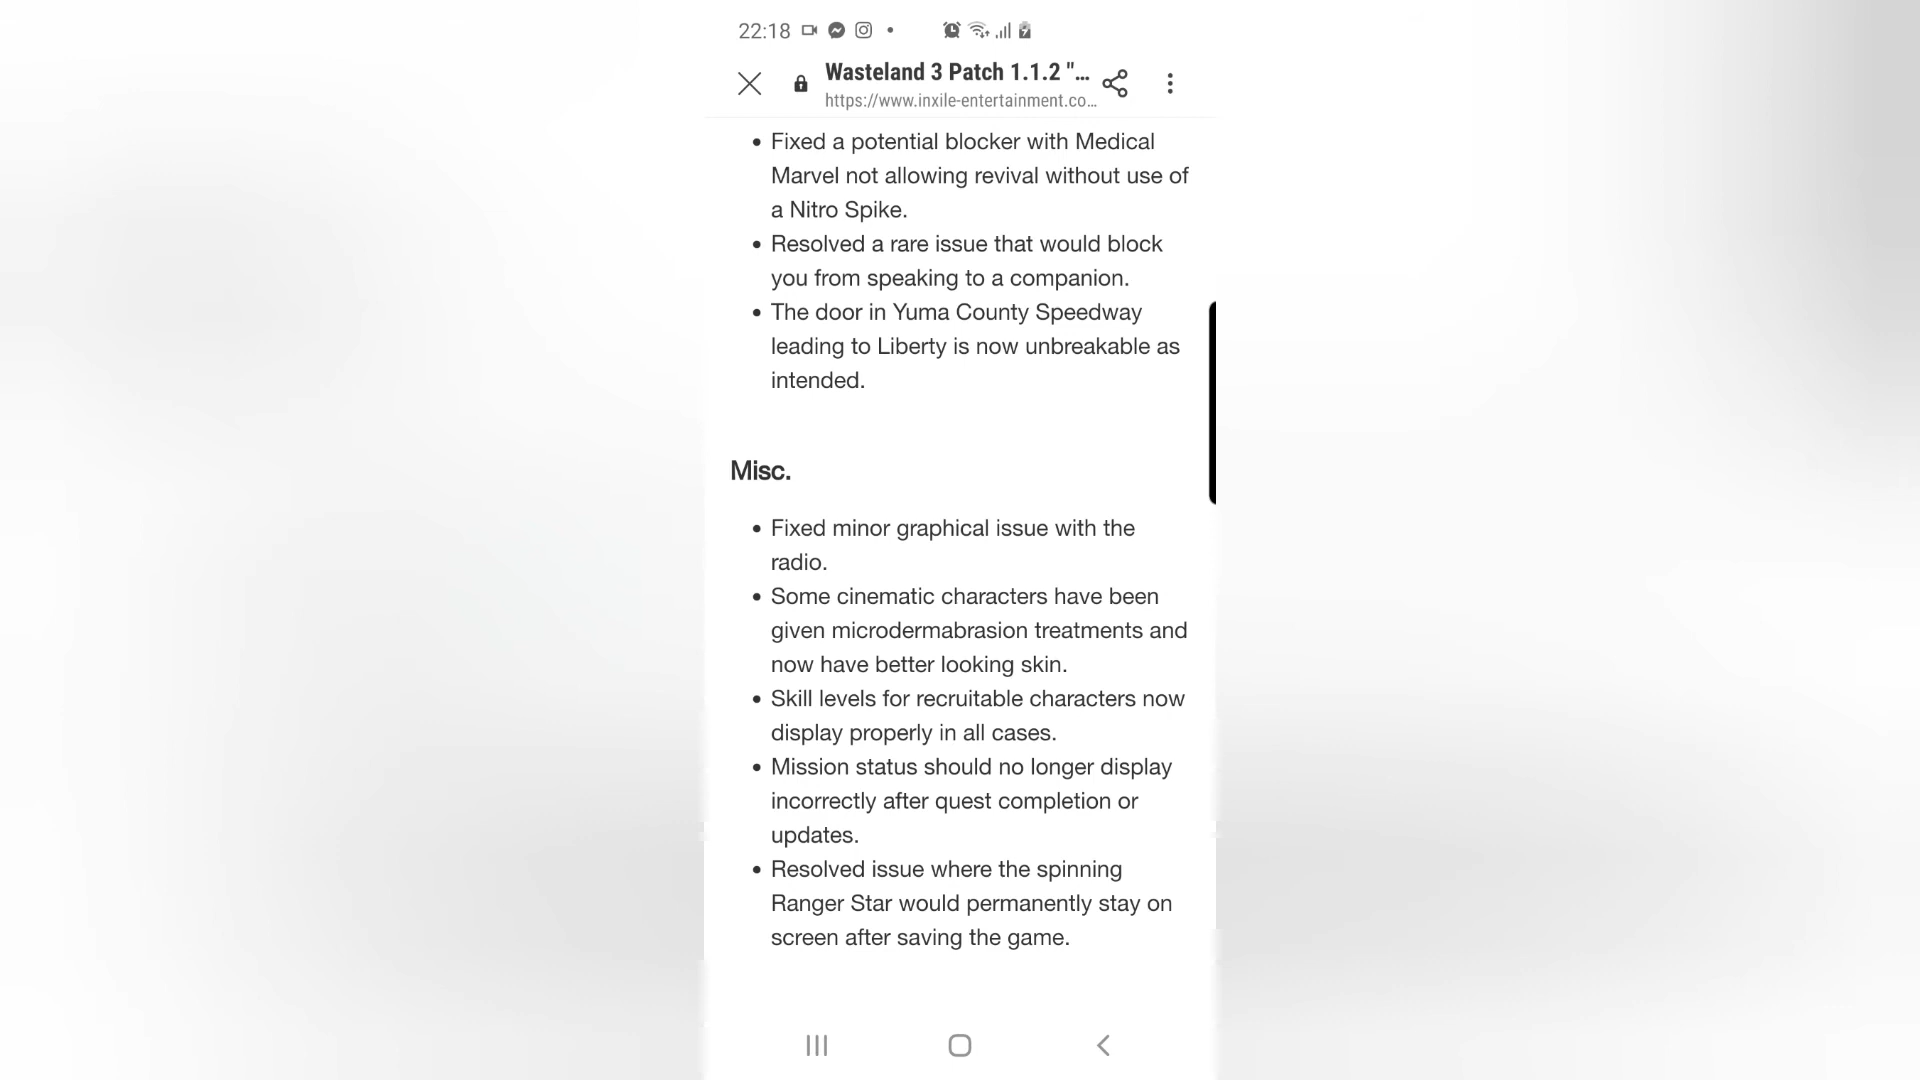 22:18
Wasteland 3 Patch 1.1.2 "...
https://www.inxile-entertainment.co...
• Fixed a potential blocker with Medical
Marvel not allowing revival without use of
a Nitro Spike.
• Resolved a rare issue that would block
you from speaking to a companion.
• The door in Yuma County Speedway
leading to Liberty is now unbreakable as
intended.
Misc.
• Fixed minor graphical issue with the
radio.
• Some cinematic characters have been
given microdermabrasion treatments and
now have better looking skin.
• Skill levels for recruitable characters now
display properly in all cases.
• Mission status should no longer display
incorrectly after quest completion or
updates.
• Resolved issue where the spinning
Ranger Star would permanently stay on
screen after saving the game.